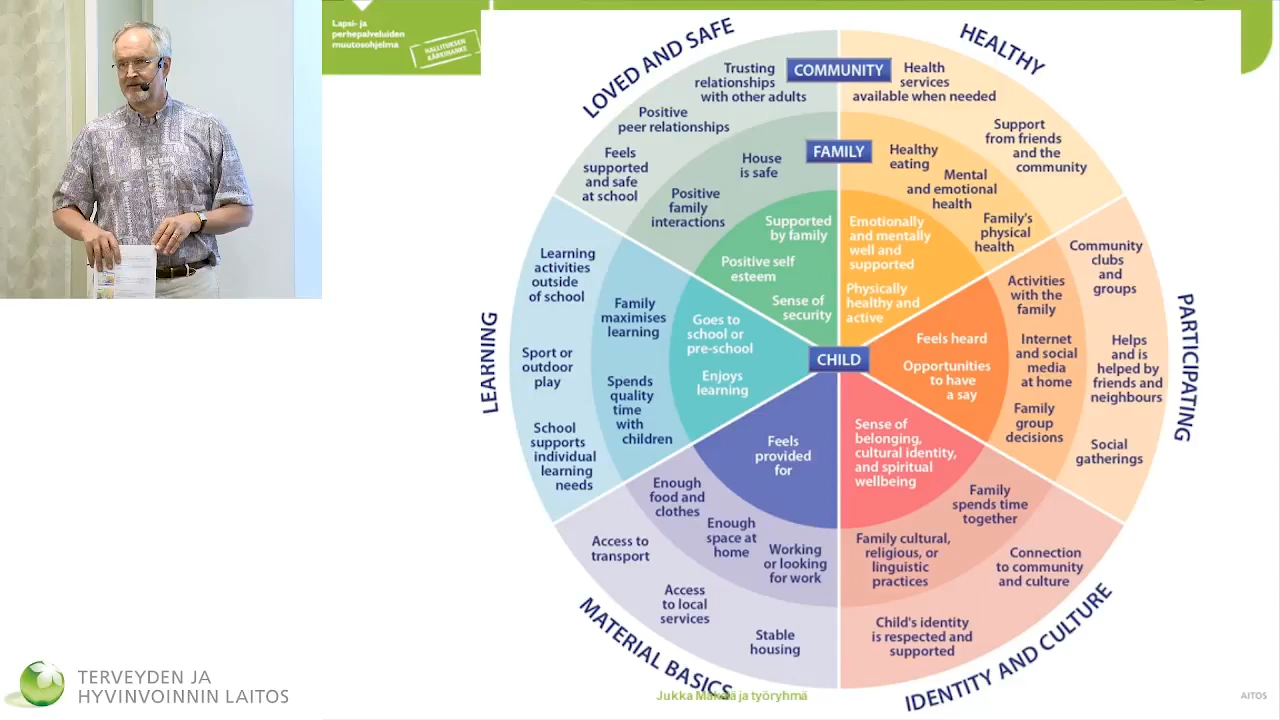 Lapsi- ja
perhepalveluiden
muutosohjelma
HALLITUKSEN
KÄRKIHANKE
LOVED AND SAFE
HEALTHY
PARTICIPATING
IDENTITY AND CULTURE
MATERIAL BASICS
LEARNING
COMMUNITY
FAMILY
CHILD
Trusting
relationships
with other adults
Positive
peer relationships
Feels
supported
and safe
at school
House
is safe
Positive
family
interactions
Supported
by family
Positive self
esteem
Sense of
security
Health
services
available when needed
Support
from friends
and the
community
Healthy
eating
Mental
and emotional
health
Family's
physical
health
Emotionally
and mentally
well and
supported
Physically
healthy and
active
Community
clubs
and
groups
Helps
and is
helped by
friends and
neighbours
Social
gatherings
Activities
with the
family
Internet
and social
media
at home
Family
group
decisions
Feels heard
Opportunities
to have
a say
Sense of
belonging,
cultural identity,
and spiritual
wellbeing
Family
spends time
together
Family cultural,
religious, or
linguistic
practices
Connection
to community
and culture
Child's identity
is respected and
supported
Feels
provided
for
Enough
food and
clothes
Enough
space at
home
Working
or looking
for work
Access to
transport
Access
to local
services
Stable
housing
Goes to
school or
pre-school
Enjoys
learning
Family
maximises
learning
Spends
quality
time
with
children
Learning
activities
outside
of school
Sport or
outdoor
play
School
supports
individual
learning
needs
TERVEYDEN JA
HYVINVOINNIN LAITOS
Jukka Mäkelä ja työryhmä
AITOS